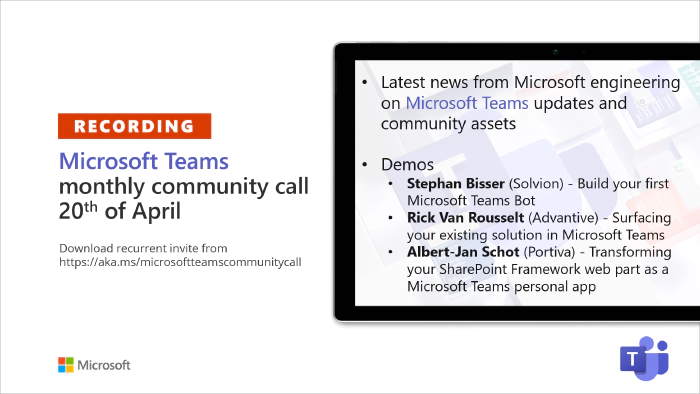 RECORDING
Microsoft Teams
monthly community call
20th of April
Download recurrent invite from
https://aka.ms/microsoftteamscommunitycall
Microsoft
• Latest news from Microsoft engineering
on Microsoft Teams updates and
community assets
• Demos
• Stephan Bisser (Solvion) - Build your first
Microsoft Teams Bot
• Rick Van Rousselt (Advantive) - Surfacing
your existing solution in Microsoft Teams
• Albert-Jan Schot (Portiva) - Transforming
your SharePoint Framework web part as a
Microsoft Teams personal app
T